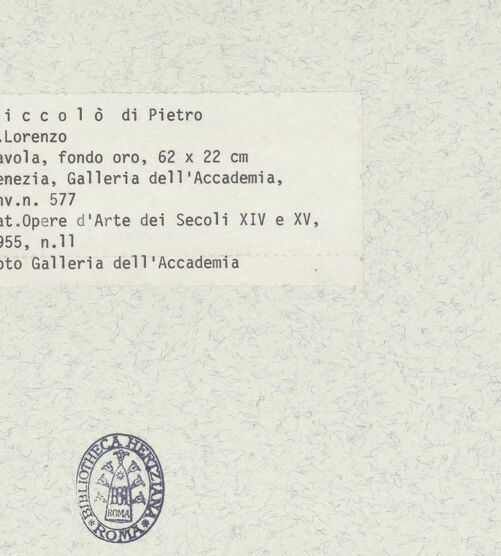 iccolò di Pietro
.Lorenzo
avola, fondo oro, 62 x 22 cm
enezia, Galleria dell'Accademia,
nv.n. 577
at.Opere d'Arte dei Secoli XIV e XV,
955, n.11
oto Galleria dell'Accademia
BIBLIOTHECA HERTZIANA
ROMA
ROMA